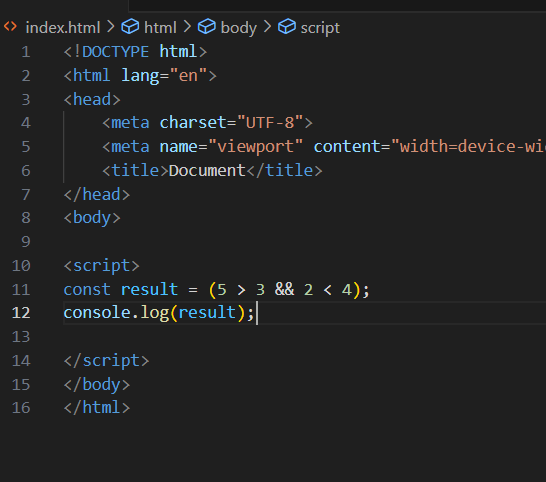 index.html > html > body > script
1 <!DOCTYPE html>
2 <html lang="en">
3 <head>
4     <meta charset="UTF-8">
5     <meta name="viewport" content="width=device-wi
6     <title>Document</title>
7 </head>
8 <body>
9
10 <script>
11 const result = (5 > 3 && 2 < 4);
12 console.log(result);
13
14 </script>
15 </body>
16 </html>